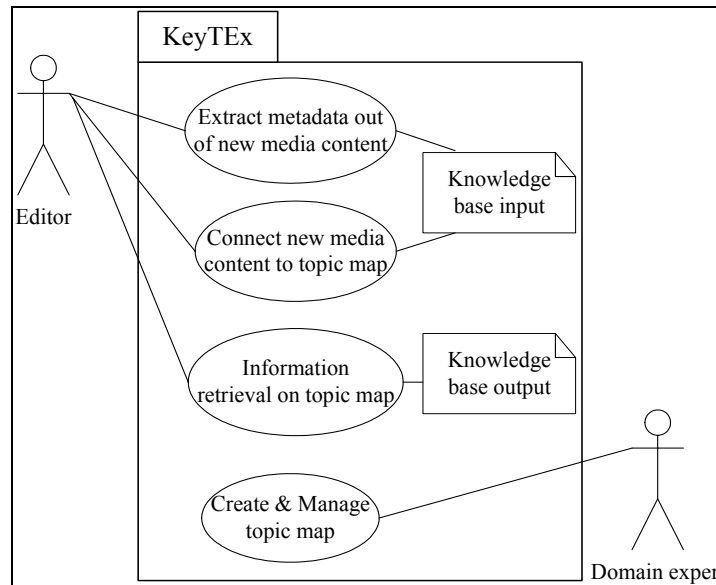 KeyTEx
Extract metadata out
of new media content
Knowledge
base input
Editor
Connect new media
content to topic map
Information
retrieval on topic map
Knowledge
base output
Create & Manage
topic map
Domain exper